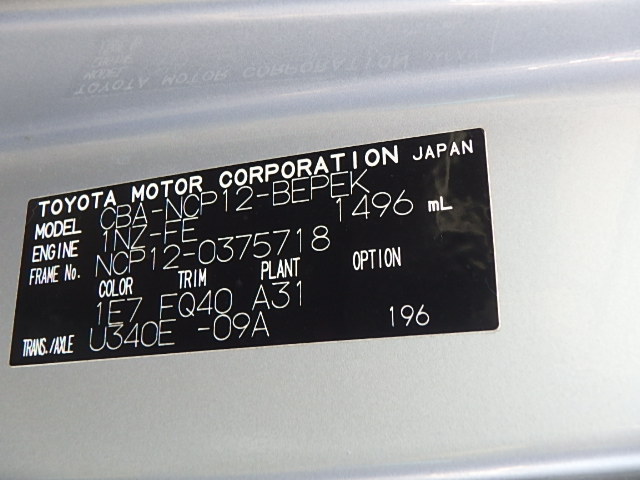 TOYOTA MOTOR CORPORATION JAPAN
MODEL CBA-NCP12-BEPEK
ENGINE 1NZ-FE 1496 mL
FRAME No. NCP12-0375718
COLOR TRIM PLANT OPTION
1E7 FQ40 A31
TRANS./AXLE U340E -09A 196